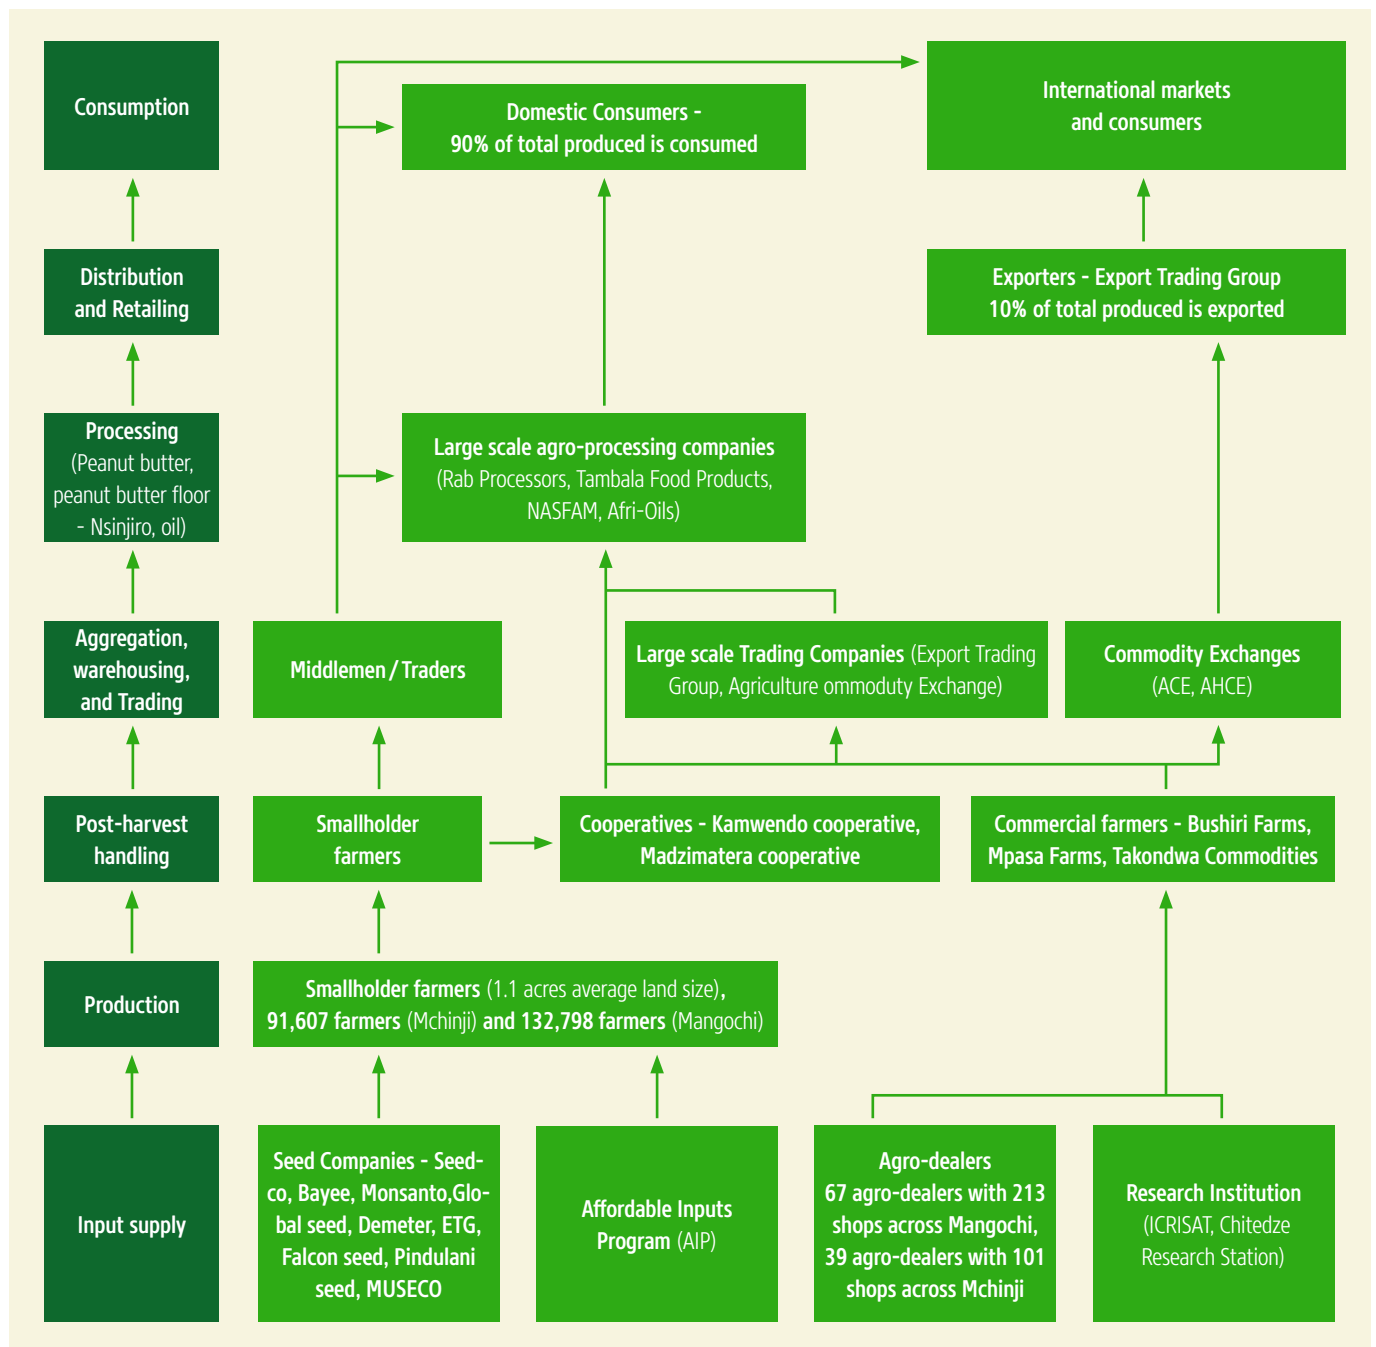 Consumption
Domestic Consumers -
90% of total produced is consumed
International markets
and consumers
Distribution
and Retailing
Exporters - Export Trading Group
10% of total produced is exported
Processing
(Peanut butter,
peanut butter floor
- Nsinjiro, oil)
Large scale agro-processing companies
(Rab Processors, Tambala Food Products,
NASFAM, Afri-Oils)
Aggregation,
warehousing,
and Trading
Middlemen / Traders
Large scale Trading Companies (Export Trading
Group, Agriculture ommoduty Exchange)
Commodity Exchanges
(ACE, AHCE)
Post-harvest
handling
Smallholder
farmers
Cooperatives - Kamwendo cooperative,
Madzimatera cooperative
Commercial farmers - Bushiri Farms,
Mpasa Farms, Takondwa Commodities
Production
Smallholder farmers (1.1 acres average land size),
91,607 farmers (Mchinji) and 132,798 farmers (Mangochi)
Input supply
Seed Companies - Seed-
co, Bayee, Monsanto,Glo-
bal seed, Demeter, ETG,
Falcon seed, Pindulani
seed, MUSECO
Affordable Inputs
Program (AIP)
Agro-dealers
67 agro-dealers with 213
shops across Mangochi,
39 agro-dealers with 101
shops across Mchinji
Research Institution
(ICRISAT, Chitedze
Research Station)